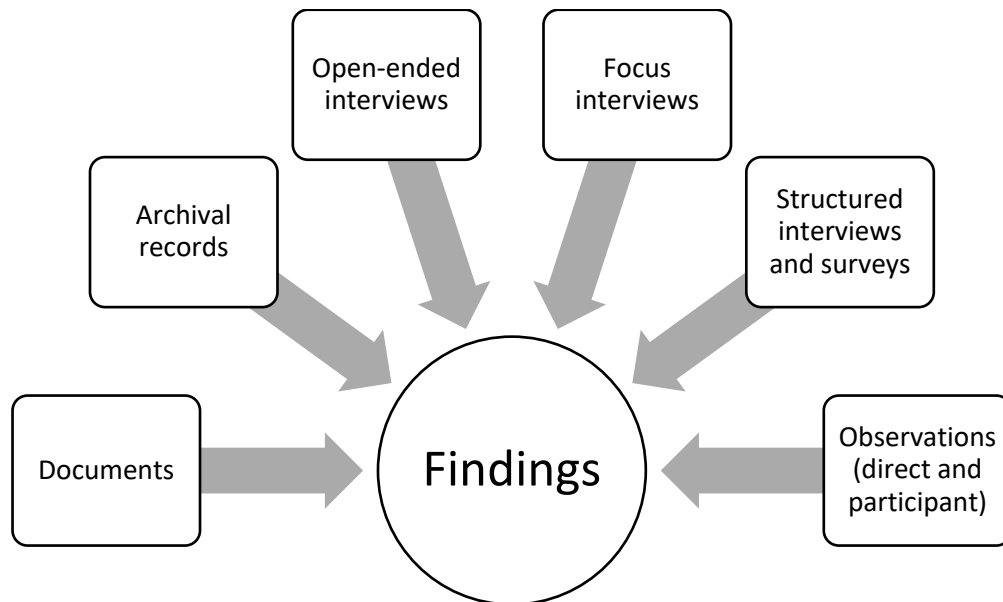 Open-ended
interviews
Focus
interviews
Archival
records
Structured
interviews
and surveys
Documents
Findings
Observations
(direct and
participant)